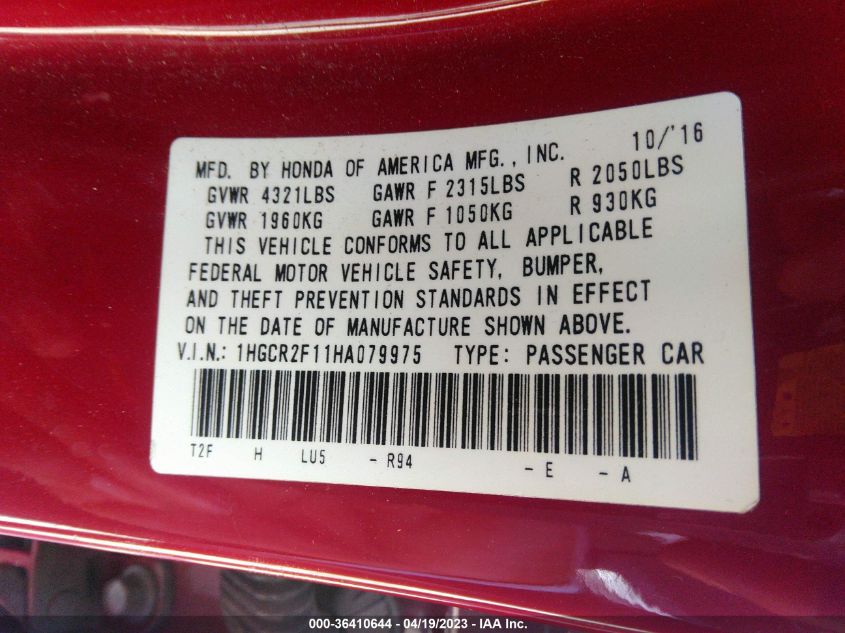 MFD. BY HONDA OF AMERICA MFG., INC. 10/'16
GVWR 4321LBS GAWR F 2315LBS R 2050LBS
GVWR 1960KG GAWR F 1050KG R 930KG
THIS VEHICLE CONFORMS TO ALL APPLICABLE
FEDERAL MOTOR VEHICLE SAFETY, BUMPER,
AND THEFT PREVENTION STANDARDS IN EFFECT
ON THE DATE OF MANUFACTURE SHOWN ABOVE.
V.I.N.: 1HGCR2F11HA079975 TYPE: PASSENGER CAR
T2F H LU5 - R94 - E - A
000-36410644 - 04/19/2023 - IAA Inc.